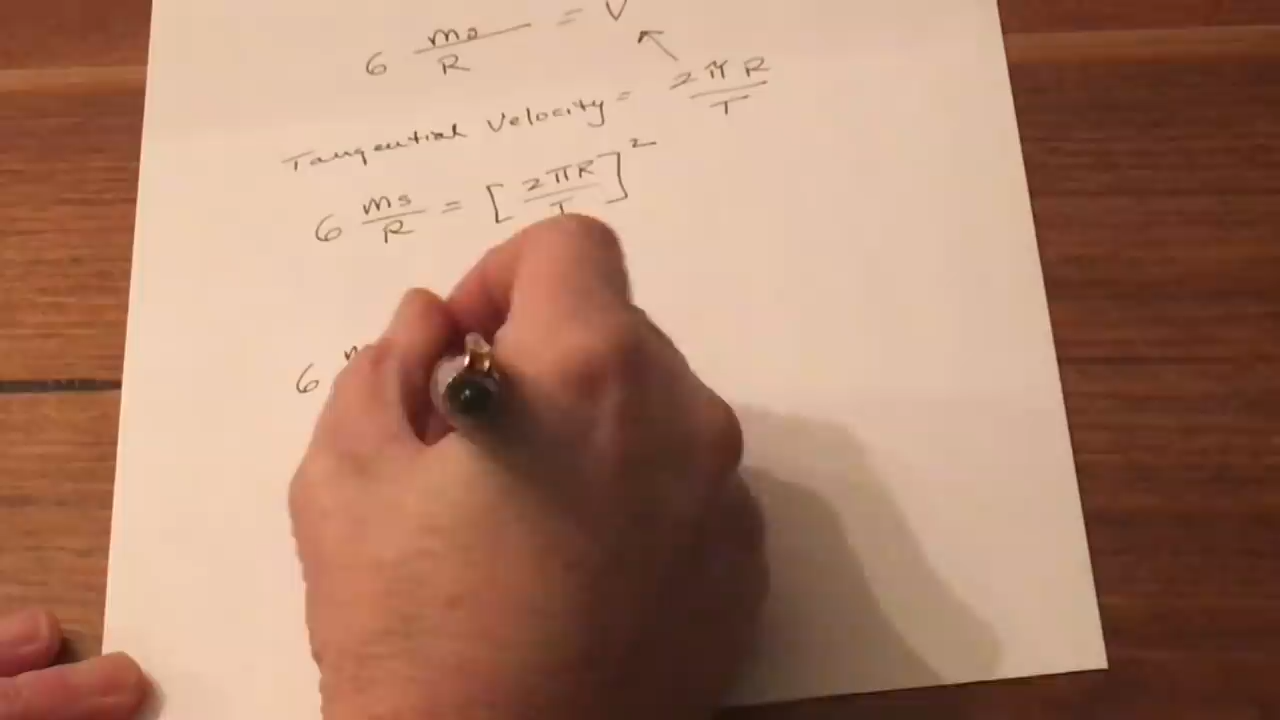 6 ms/R = V
2πR/T
Tangential Velocity =
6 ms/R = [2πR/T]²
6